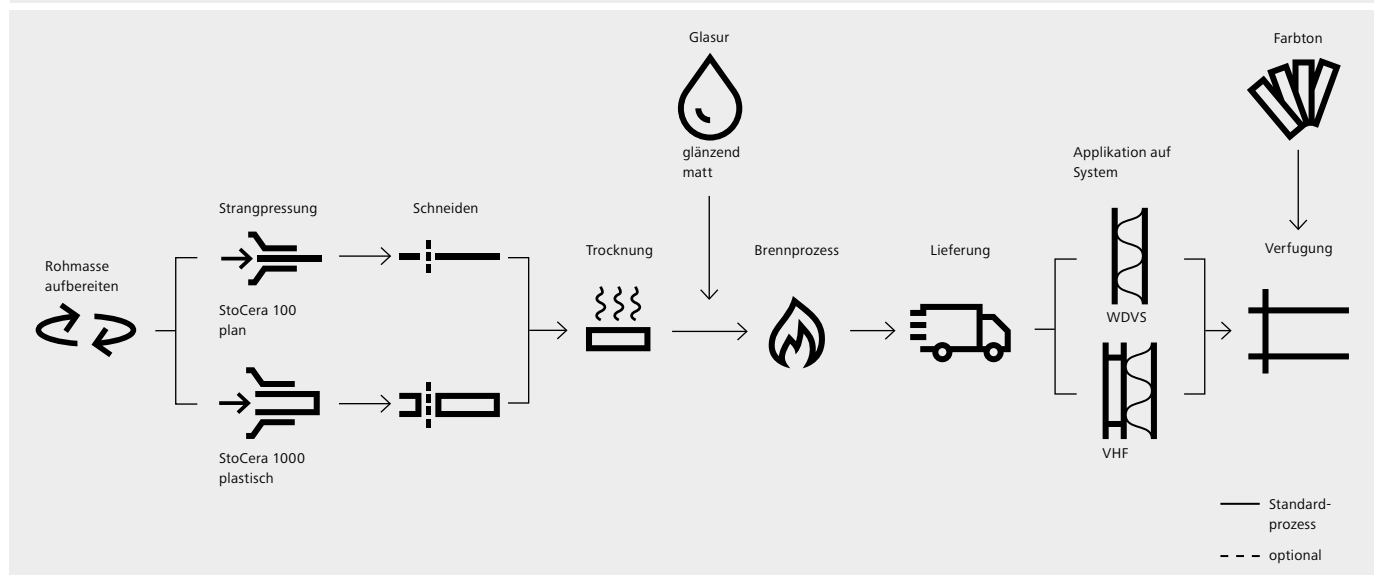 Glasur
glänzend
matt
Farbton
Applikation auf
System
Strangpressung
Schneiden
Rohmasse
aufbereiten
StoCera 100
plan
StoCera 1000
plastisch
Trocknung
Brennprozess
Lieferung
WDVS
VHF
Verfugung
Standard-
prozess
optional